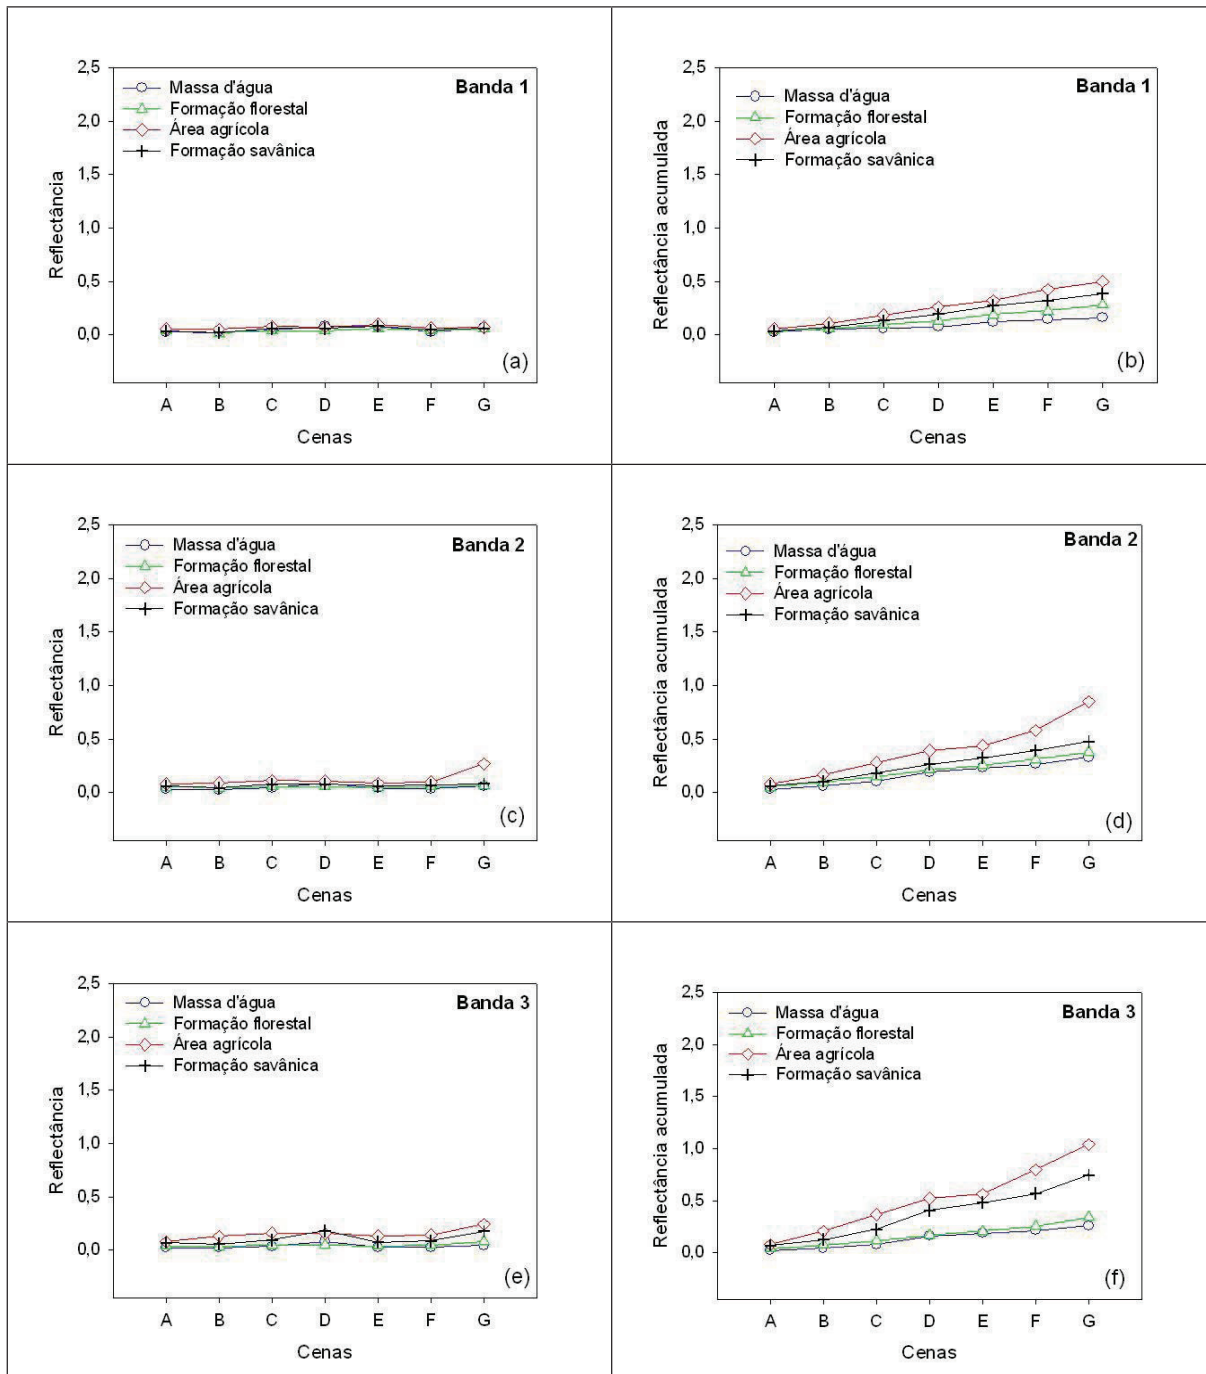 Banda 1
Massa d'água
Formação florestal
Área agrícola
Formação savânica
Reflectância
2,5
2,0
1,5
1,0
0,5
0,0
(a)
A B C D E F G
Cenas
Banda 1
Massa d'água
Formação florestal
Área agrícola
Formação savânica
Reflectância acumulada
2,5
2,0
1,5
1,0
0,5
0,0
(b)
A B C D E F G
Cenas
Banda 2
Massa d'água
Formação florestal
Área agrícola
Formação savânica
Reflectância
2,5
2,0
1,5
1,0
0,5
0,0
(c)
A B C D E F G
Cenas
Banda 2
Massa d'água
Formação florestal
Área agrícola
Formação savânica
Reflectância acumulada
2,5
2,0
1,5
1,0
0,5
0,0
(d)
A B C D E F G
Cenas
Banda 3
Massa d'água
Formação florestal
Área agrícola
Formação savânica
Reflectância
2,5
2,0
1,5
1,0
0,5
0,0
(e)
A B C D E F G
Cenas
Banda 3
Massa d'água
Formação florestal
Área agrícola
Formação savânica
Reflectância acumulada
2,5
2,0
1,5
1,0
0,5
0,0
(f)
A B C D E F G
Cenas